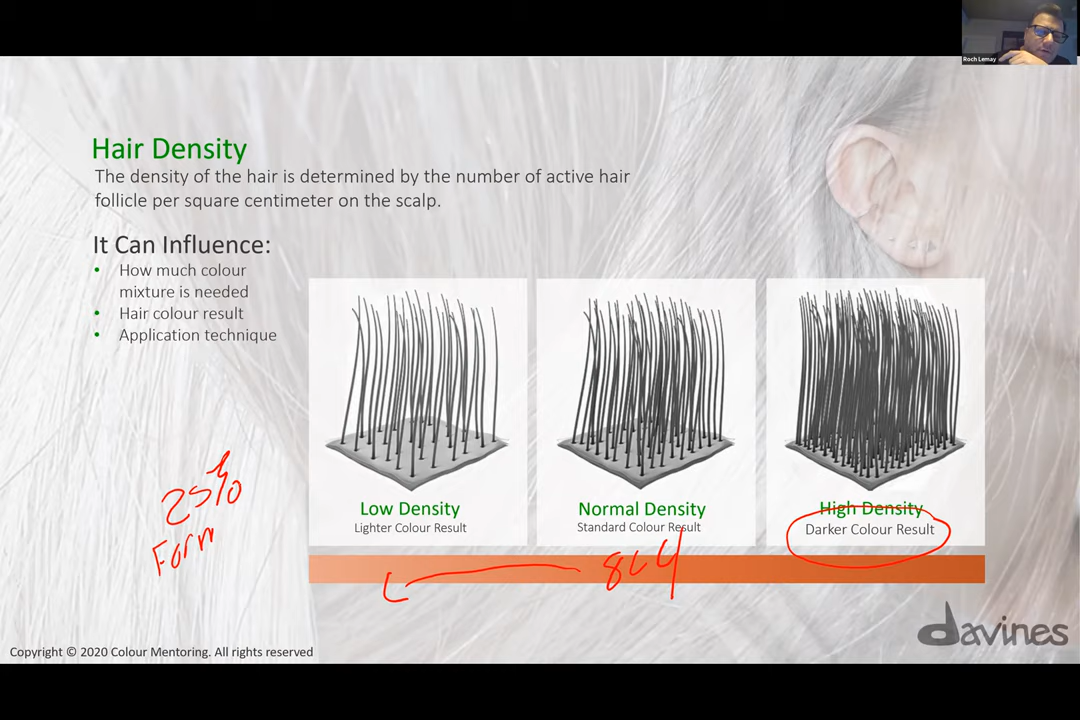 Roch Lemay
Hair Density
The density of the hair is determined by the number of active hair
follicle per square centimeter on the scalp.
It Can Influence:
• How much colour
mixture is needed
• Hair colour result
• Application technique
25%
Form
Low Density
Lighter Colour Result
Normal Density
Standard Colour Result
High Density
Darker Colour Result
davines
Copyright © 2020 Colour Mentoring. All rights reserved